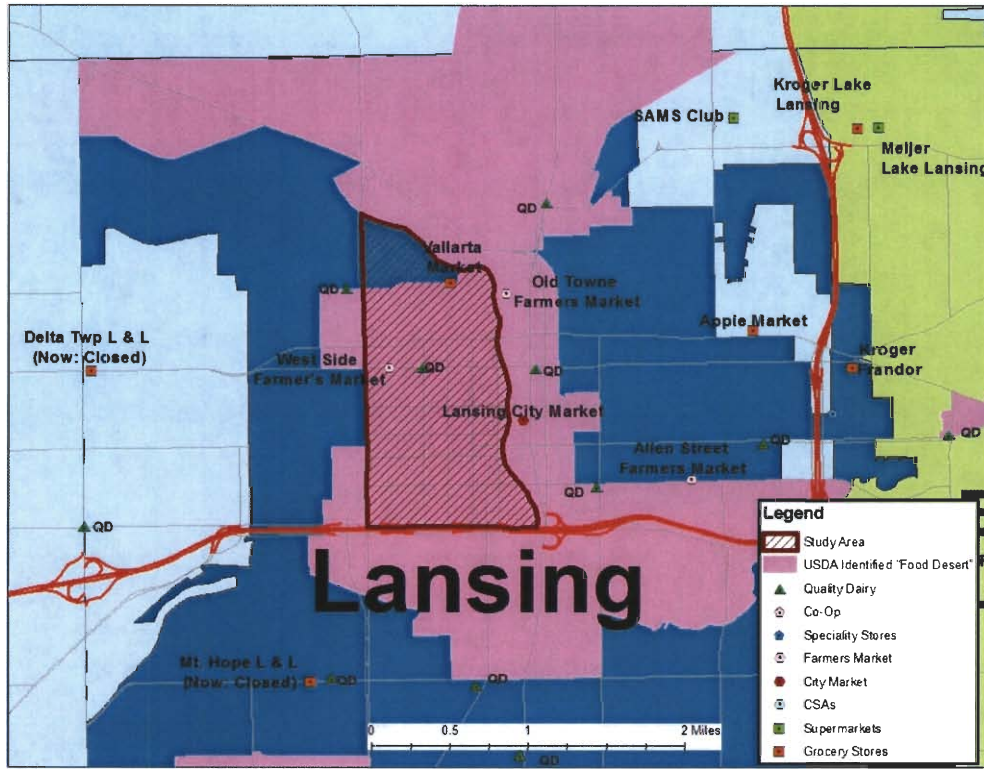 Kroger Lake
Lansing
SAMS Club
Meijer
Lake Lansing
QD
Vallarta
Market
QD
Old Towne
Farmers Market
Delta Twp L & L
(Now: Closed)
Apple Market
West Side
Farmer's Market
QD
QD
Kroger
Frandor
Lansing City Market
Allen Street
Farmers Market
QD
QD
QD
QD
Lansing
Mt. Hope L & L
(Now: Closed)
QD
QD
QD
0 0.5 1 2 Miles
Legend
Study Area
USDA Identified "Food Desert"
Quality Dairy
Co-Op
Speciality Stores
Farmers Market
City Market
CSAs
Supermarkets
Grocery Stores